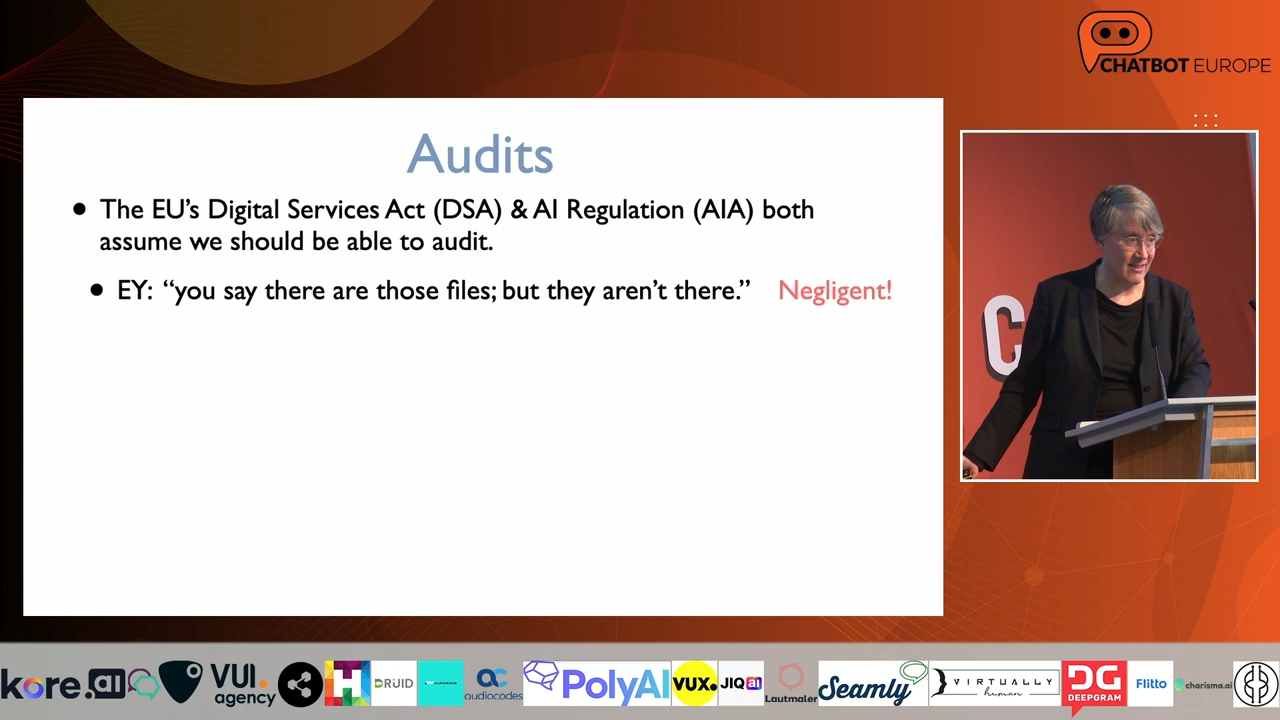 CHATBOT EUROPE
Audits
• The EU's Digital Services Act (DSA) & AI Regulation (AIA) both
assume we should be able to audit.
• EY: “you say there are those files; but they aren't there.” Negligent!
C
kore.ai
VUI.
agency
H
DRUID
audiocodes
PolyAI
VUX.
JIQ ai
Lautmaler
Seamly
VIRTUALLY
human
DG
DEEPGRAM
Flitto
charisma.ai